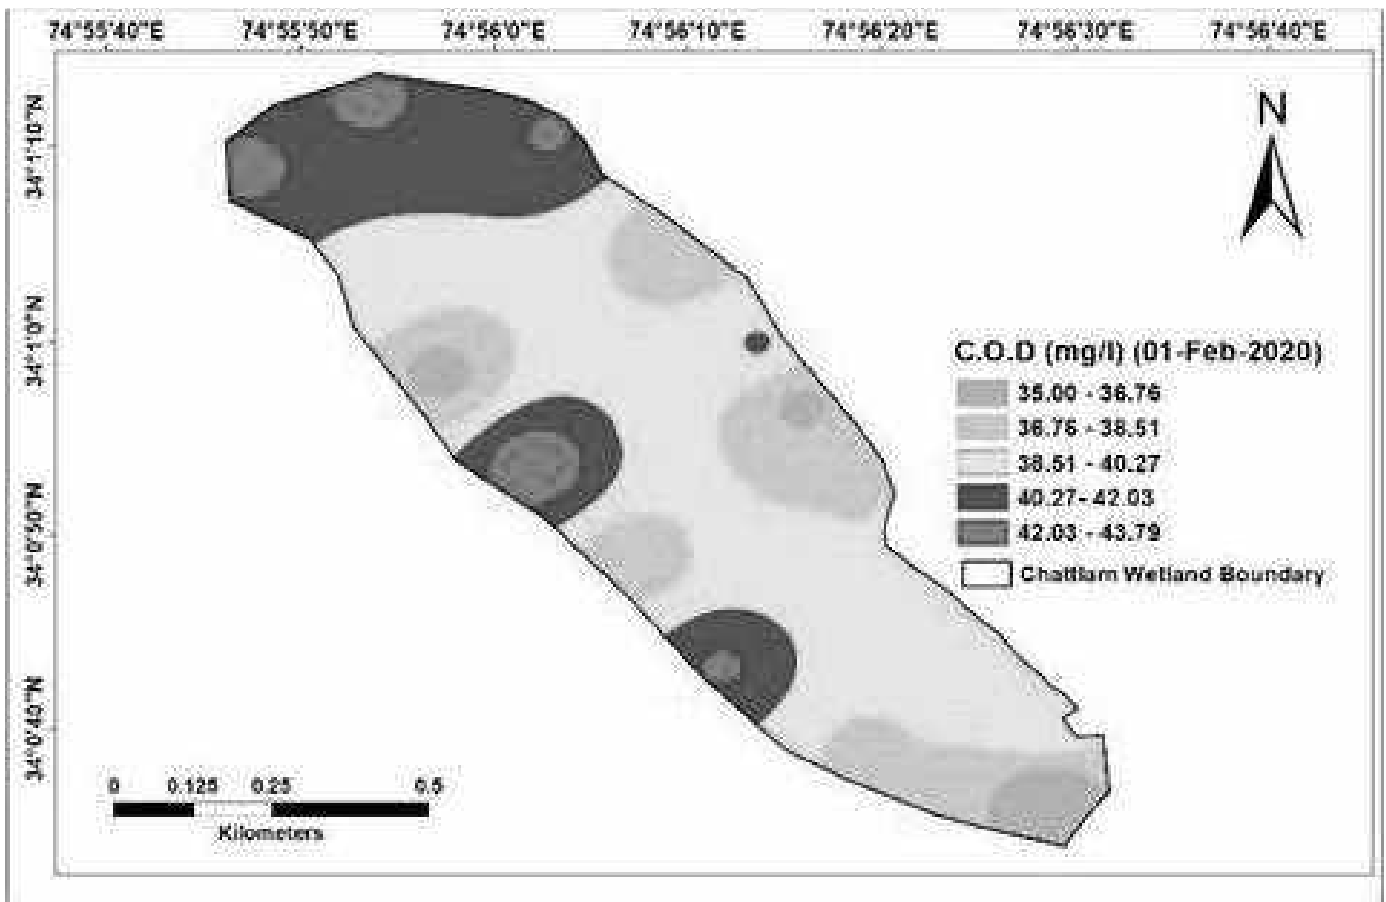 74°55'40"E 74°55'50"E 74°56'0"E 74°56'10"E 74°56'20"E 74°56'30"E 74°56'40"E
34°1'10"N
34°1'0"N
34°0'50"N
34°0'40"N
N
C.O.D (mg/l) (01-Feb-2020)
35.00 - 36.76
36.76 - 38.51
38.51 - 40.27
40.27- 42.03
42.03 - 43.79
Chattlam Wetland Boundary
0 0.125 0.25 0.5
Kilometers